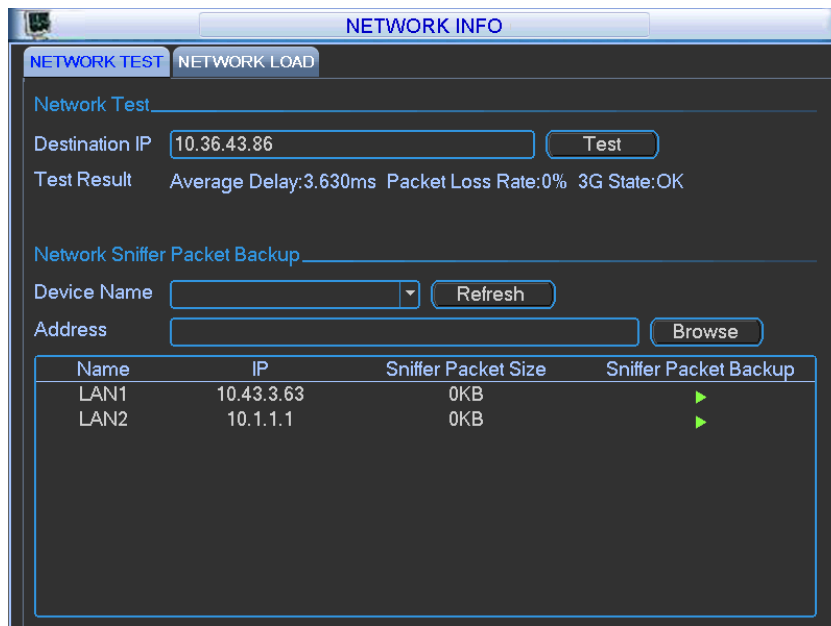 NETWORK INFO
NETWORK TEST NETWORK LOAD
Network Test
Destination IP 10.36.43.86 Test
Test Result Average Delay:3.630ms Packet Loss Rate:0% 3G State:OK
Network Sniffer Packet Backup
Device Name Refresh
Address Browse
Name IP Sniffer Packet Size Sniffer Packet Backup
LAN1 10.43.3.63 0KB
LAN2 10.1.1.1 0KB